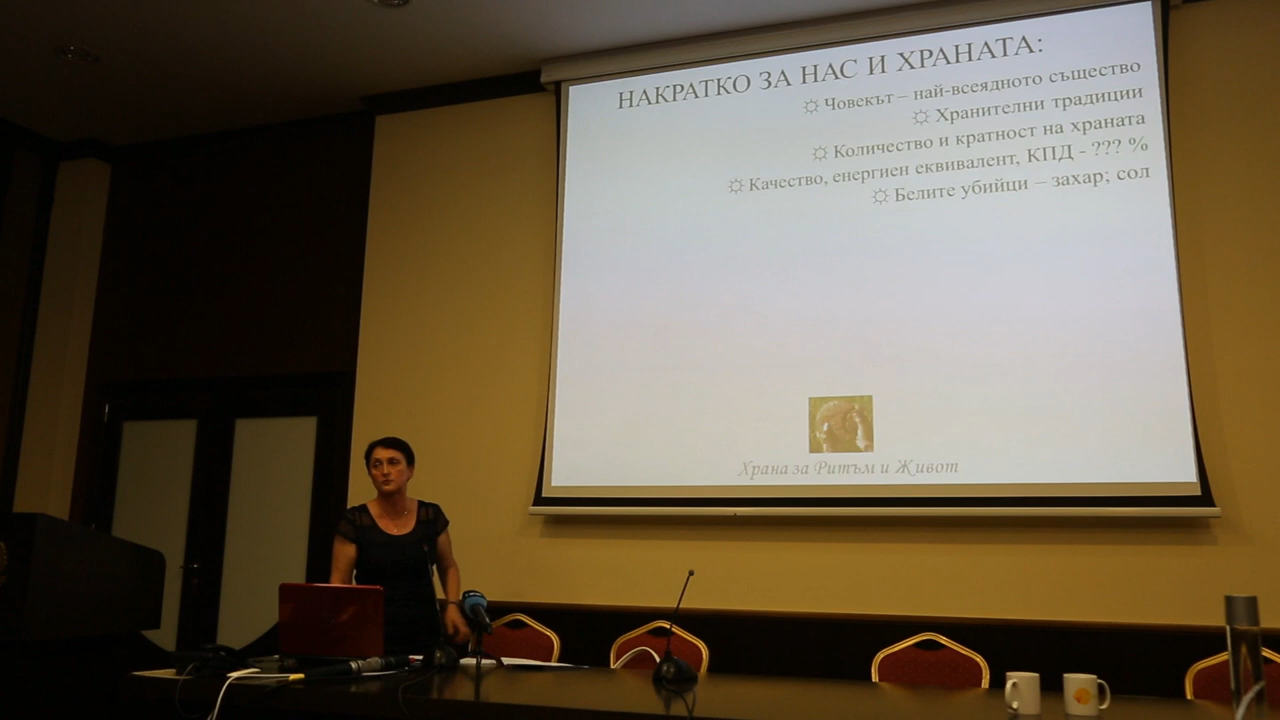 НАКРАТКО ЗА НАС И ХРАНАТА:
☼ Човекът – най-всеядното същество
☼ Хранителни традиции
☼ Количество и кратност на храната
☼ Качество, енергиен еквивалент, КПД - ??? %
☼ Белите убийци – захар; сол
Храна за Ритъм и Живот